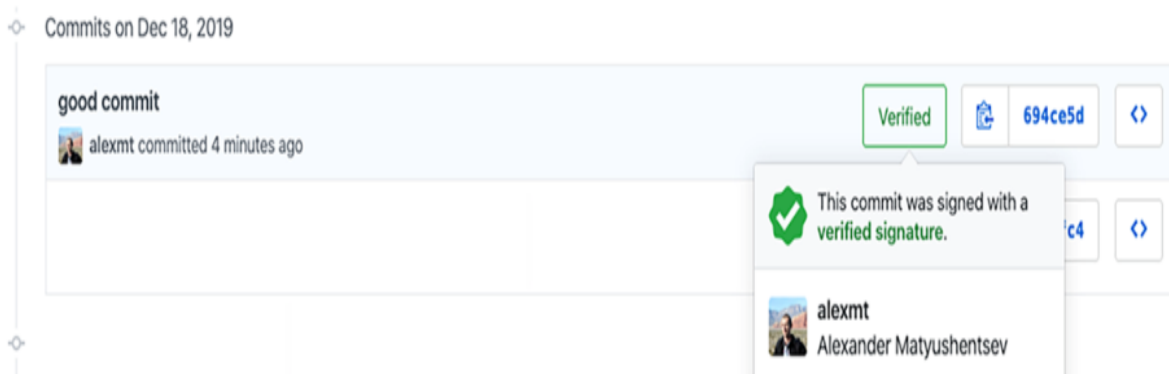 Commits on Dec 18, 2019
good commit
alexmt committed 4 minutes ago
Verified
694ce5d
This commit was signed with a
verified signature.
c4
alexmt
Alexander Matyushentsev